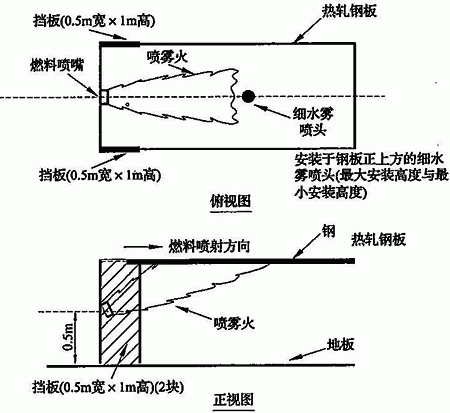 挡板(0.5m宽×1m高)
热轧钢板
喷雾火
燃料喷嘴
细水雾
喷头
挡板(0.5m宽×1m高)
安装于钢板正上方的细水
雾喷头(最大安装高度与最
小安装高度)
俯视图
燃料喷射方向
钢
热轧钢板
喷雾火
0.5m
地板
挡板(0.5m宽×1m高)(2块)
正视图